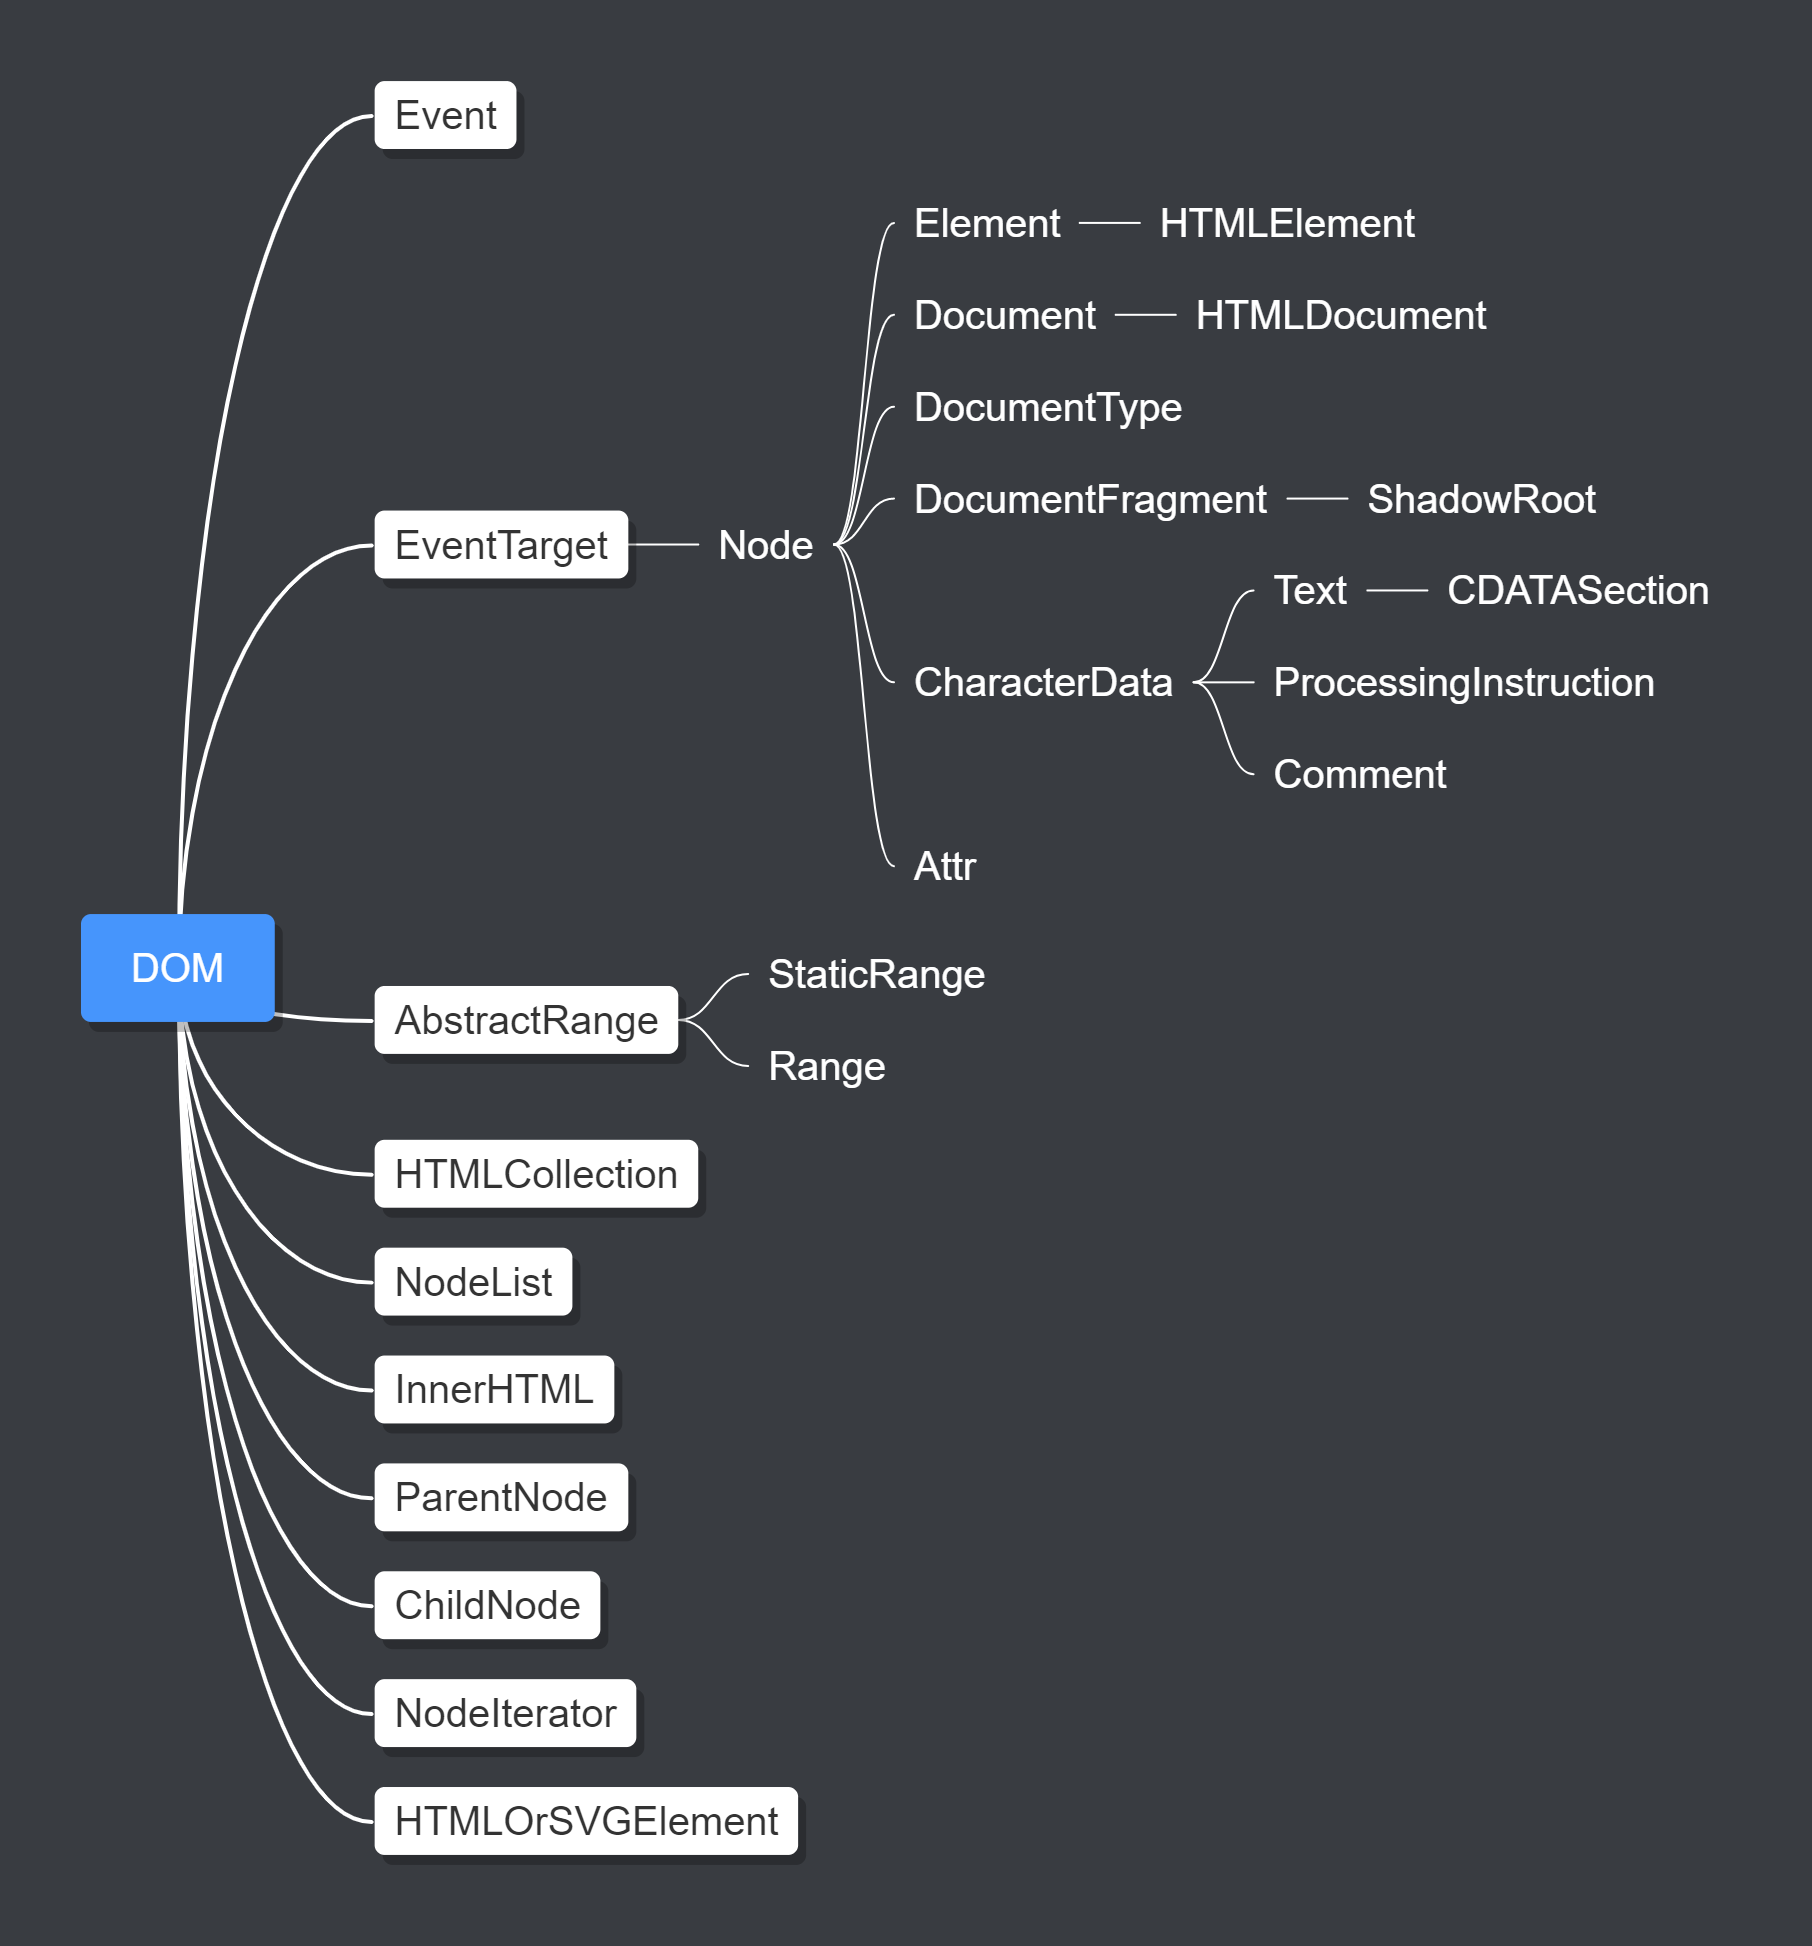 Event
Element
HTMLElement
Document
HTMLDocument
DocumentType
DocumentFragment
ShadowRoot
EventTarget
Node
Text
CDATASection
CharacterData
ProcessingInstruction
Comment
Attr
DOM
StaticRange
AbstractRange
Range
HTMLCollection
NodeList
InnerHTML
ParentNode
ChildNode
NodeIterator
HTMLOrSVGElement